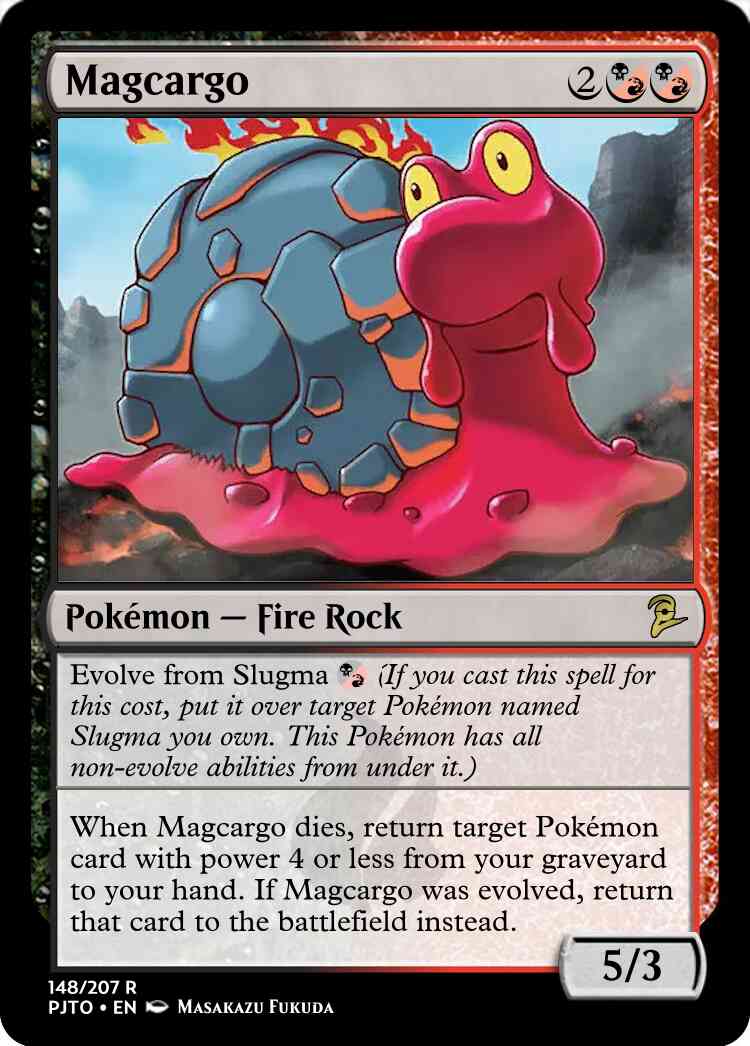 Magcargo 2
Pokémon — Fire Rock
Evolve from Slugma (If you cast this spell for
this cost, put it over target Pokémon named
Slugma you own. This Pokémon has all
non-evolve abilities from under it.)
When Magcargo dies, return target Pokémon
card with power 4 or less from your graveyard
to your hand. If Magcargo was evolved, return
that card to the battlefield instead.
5/3
148/207 R
PJTO • EN Masakazu Fukuda